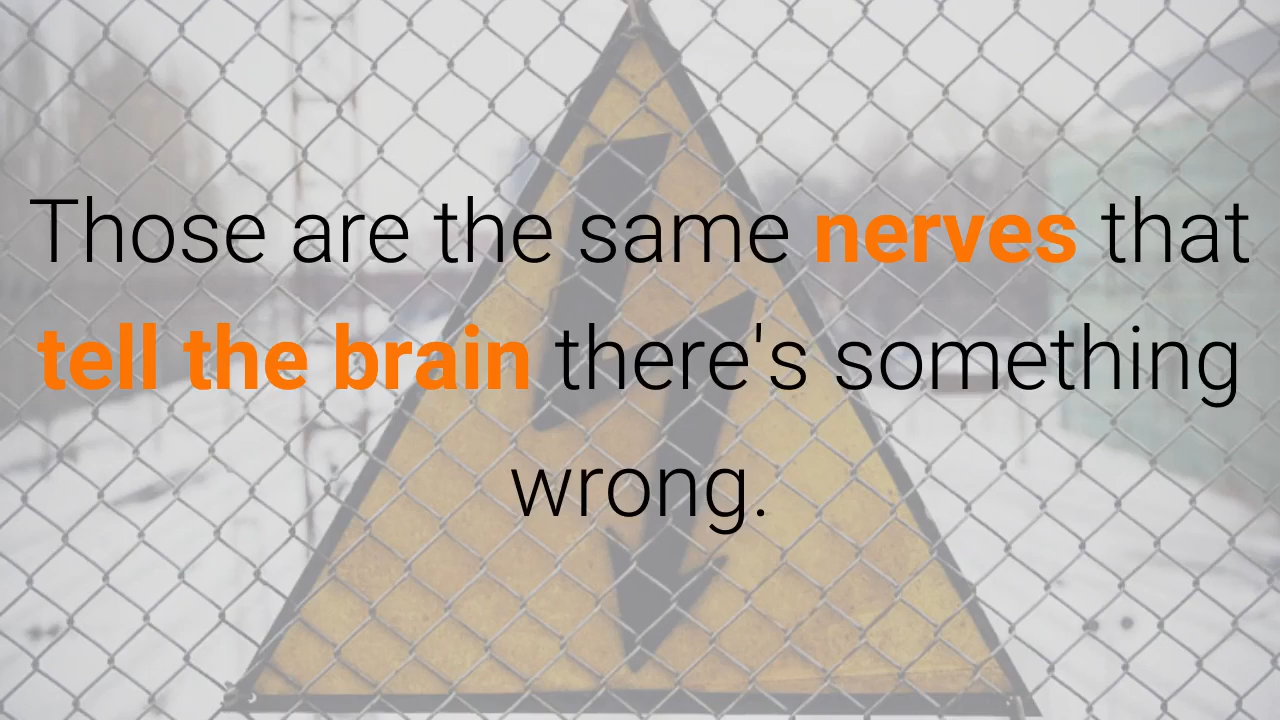 Those are the same nerves that
tell the brain there's something
wrong.